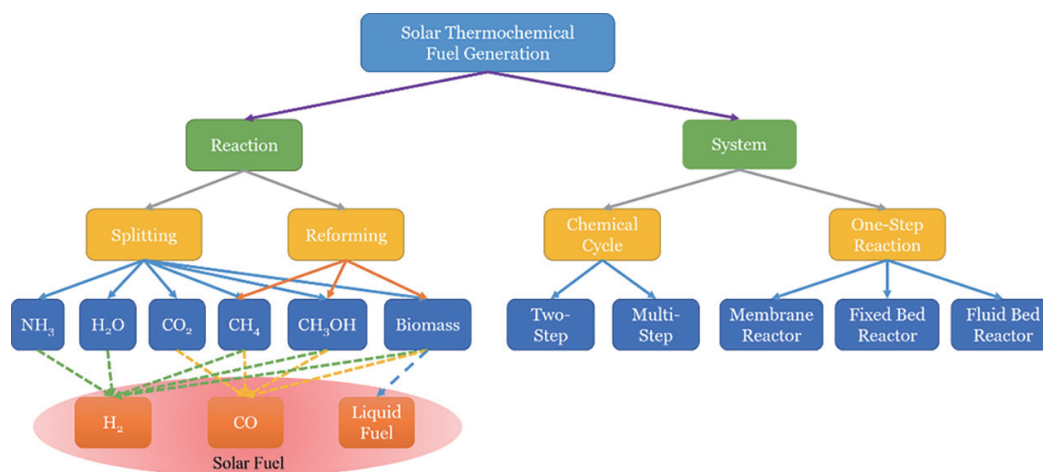 Solar Thermochemical
Fuel Generation
Reaction
System
Splitting
Reforming
Chemical
Cycle
One-Step
Reaction
NH₃
H₂O
CO₂
CH₄
CH₃OH
Biomass
Two-
Step
Multi-
Step
Membrane
Reactor
Fixed Bed
Reactor
Fluid Bed
Reactor
H₂
CO
Liquid
Fuel
Solar Fuel